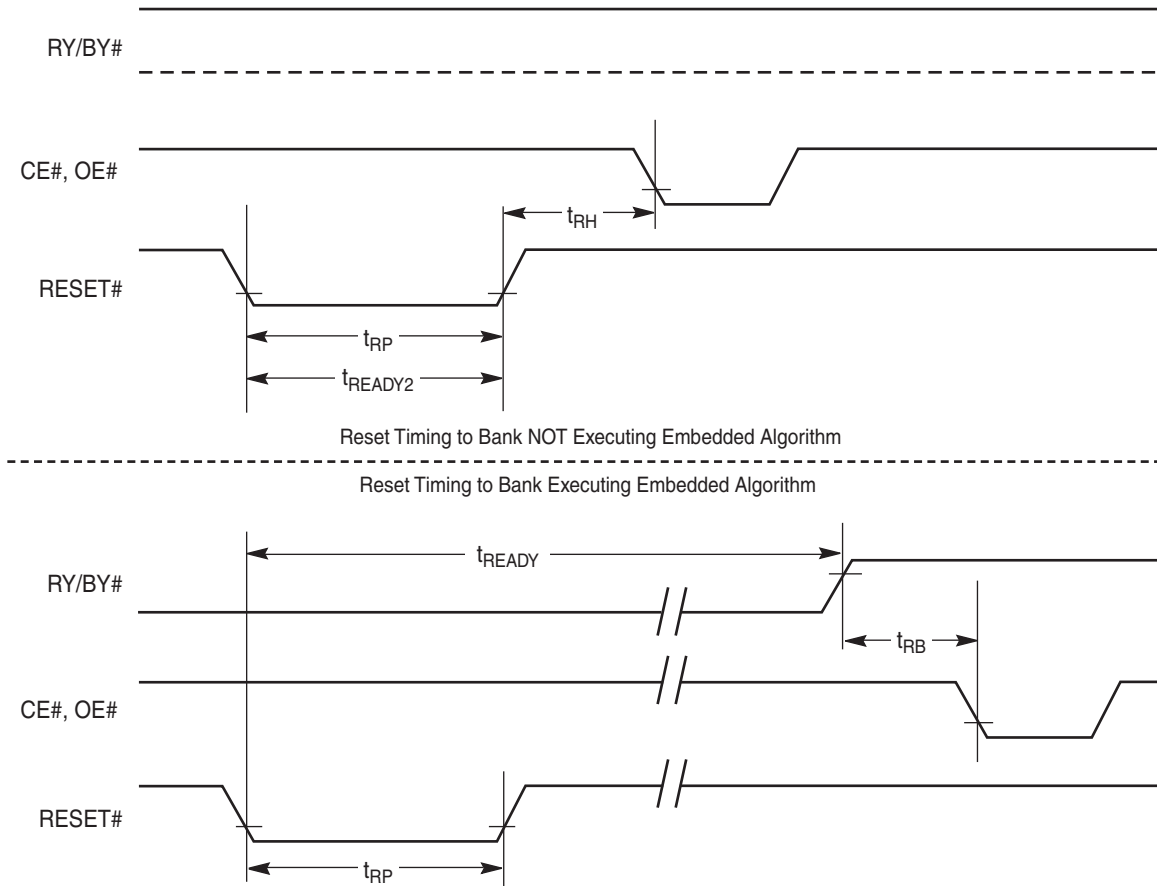 RY/BY#
CE#, OE#
tRH
RESET#
tRP
tREADY2
Reset Timing to Bank NOT Executing Embedded Algorithm
Reset Timing to Bank Executing Embedded Algorithm
tREADY
RY/BY#
tRB
CE#, OE#
RESET#
tRP